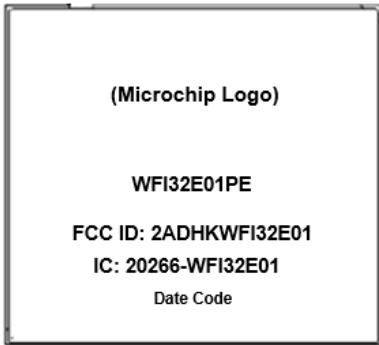 (Microchip Logo)
WFI32E01PE
FCC ID: 2ADHKWFI32E01
IC: 20266-WFI32E01
Date Code